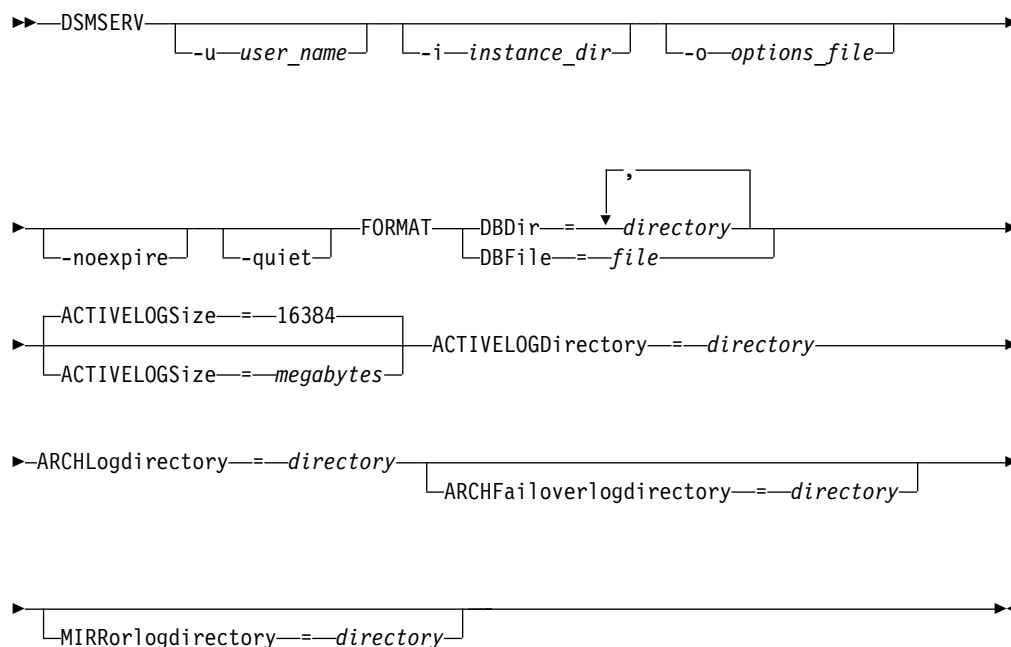 DSMSERV
-u user_name -i instance_dir -o options_file
,
FORMAT DBDir = directory
-noexpire -quiet DBFile = file
ACTIVELOGSize = 16384
ACTIVELOGDirectory = directory
ACTIVELOGSize = megabytes
ARCHLogdirectory = directory
ARCHFailoverlogdirectory = directory
MIRRorlogdirectory = directory